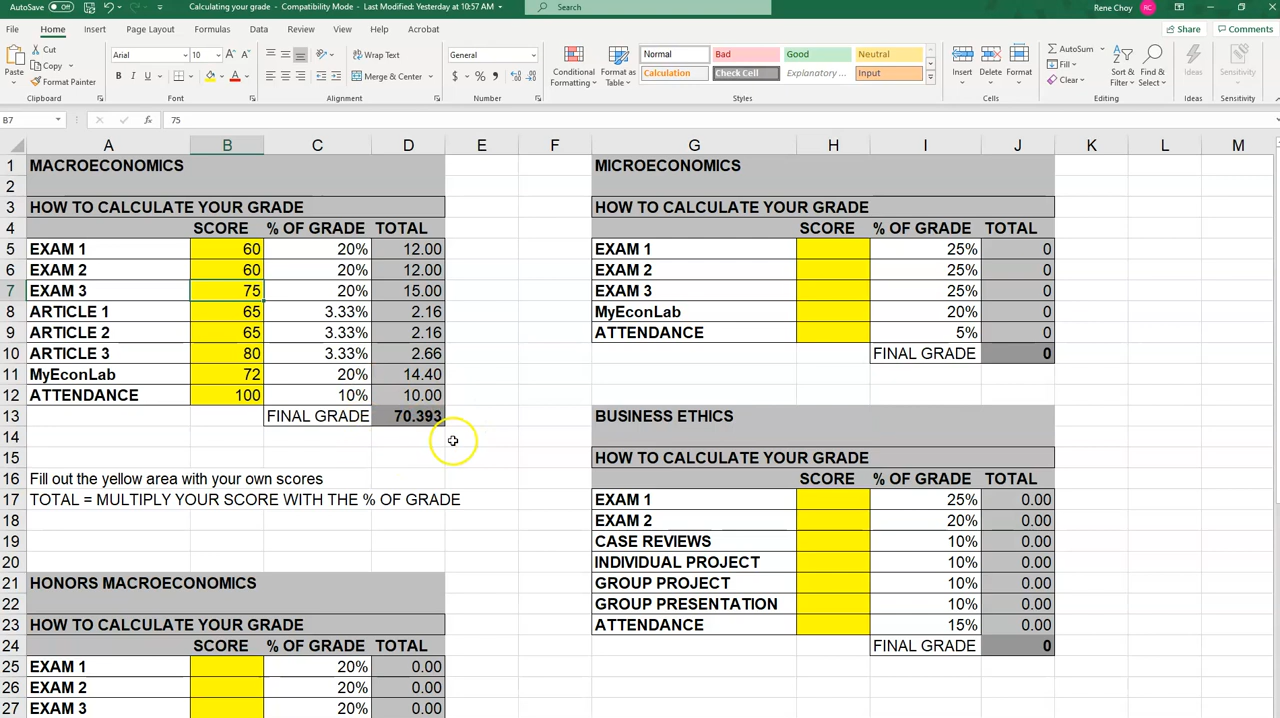 AutoSave Off Calculating your grade - Compatibility Mode - Last Modified: Yesterday at 10:57 AM Search Rene Choy RC
File Home Insert Page Layout Formulas Data Review View Help Acrobat Share Comments
Paste Cut Copy Format Painter Clipboard
Arial 10 A A B I U A Font
Wrap Text Merge & Center Alignment
General $ % Number
Conditional Formatting Format as Table Normal Bad Good Neutral
Calculation Check Cell Explanatory ... Input Styles
Insert Delete Format Cells
AutoSum Fill Clear Sort & Filter Find & Select Editing
Ideas Ideas Sensitivity Sensitivity
B7 fx 75
A B C D E F G H I J K L M
1 MACROECONOMICS MICROECONOMICS
2
3 HOW TO CALCULATE YOUR GRADE HOW TO CALCULATE YOUR GRADE
4 SCORE % OF GRADE TOTAL SCORE % OF GRADE TOTAL
5 EXAM 1 60 20% 12.00 EXAM 1 25% 0
6 EXAM 2 60 20% 12.00 EXAM 2 25% 0
7 EXAM 3 75 20% 15.00 EXAM 3 25% 0
8 ARTICLE 1 65 3.33% 2.16 MyEconLab 20% 0
9 ARTICLE 2 65 3.33% 2.16 ATTENDANCE 5% 0
10 ARTICLE 3 80 3.33% 2.66 FINAL GRADE 0
11 MyEconLab 72 20% 14.40
12 ATTENDANCE 100 10% 10.00
13 FINAL GRADE 70.393 BUSINESS ETHICS
14
15 HOW TO CALCULATE YOUR GRADE
16 Fill out the yellow area with your own scores SCORE % OF GRADE TOTAL
17 TOTAL = MULTIPLY YOUR SCORE WITH THE % OF GRADE EXAM 1 25% 0.00
18 EXAM 2 20% 0.00
19 CASE REVIEWS 10% 0.00
20 INDIVIDUAL PROJECT 10% 0.00
21 HONORS MACROECONOMICS GROUP PROJECT 10% 0.00
22 GROUP PRESENTATION 10% 0.00
23 HOW TO CALCULATE YOUR GRADE ATTENDANCE 15% 0.00
24 SCORE % OF GRADE TOTAL FINAL GRADE 0
25 EXAM 1 20% 0.00
26 EXAM 2 20% 0.00
27 EXAM 3 20% 0.00